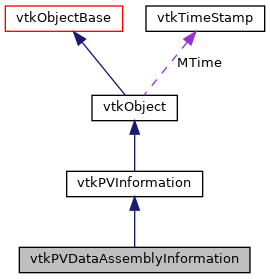 vtkObjectBase
vtkTimeStamp
MTime
vtkObject
vtkPVInformation
vtkPVDataAssemblyInformation